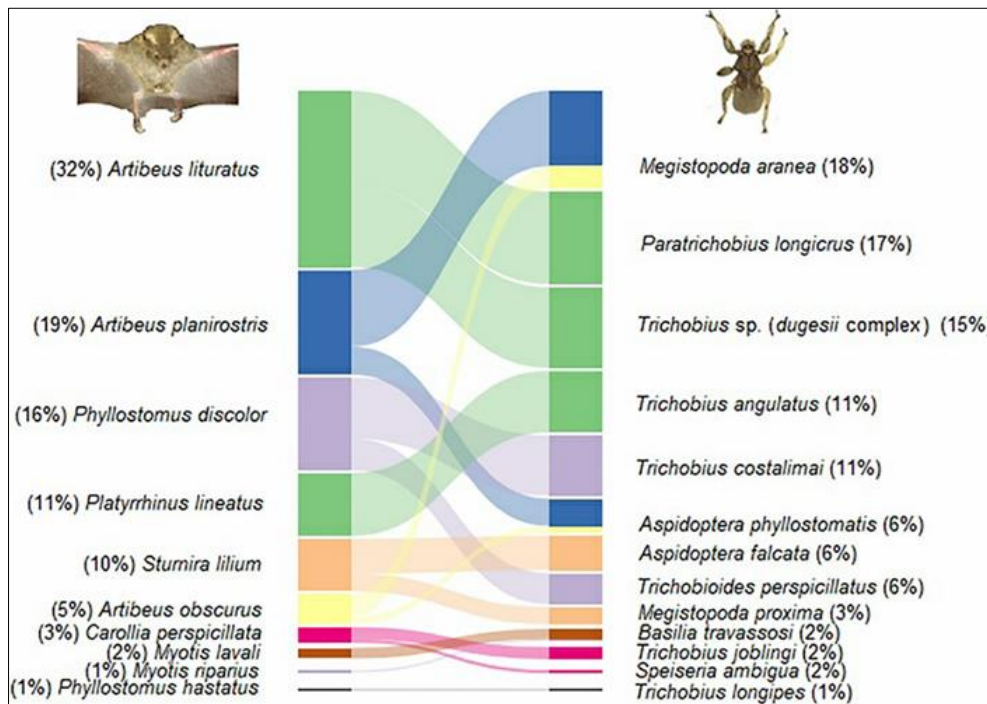 (32%) Artibeus lituratus
(19%) Artibeus planirostris
(16%) Phyllostomus discolor
(11%) Platyrrhinus lineatus
(10%) Sturnira lilium
(5%) Artibeus obscurus
(3%) Carollia perspicillata
(2%) Myotis lavali
(1%) Myotis riparius
(1%) Phyllostomus hastatus
Megistopoda aranea (18%)
Paratrichobius longicrus (17%)
Trichobius sp. (dugesii complex) (15%)
Trichobius angulatus (11%)
Trichobius costalimai (11%)
Aspidoptera phyllostomatis (6%)
Aspidoptera falcata (6%)
Trichobioides perspicillatus (6%)
Megistopoda proxima (3%)
Basilia travassosi (2%)
Trichobius joblingi (2%)
Speiseria ambigua (2%)
Trichobius longipes (1%)